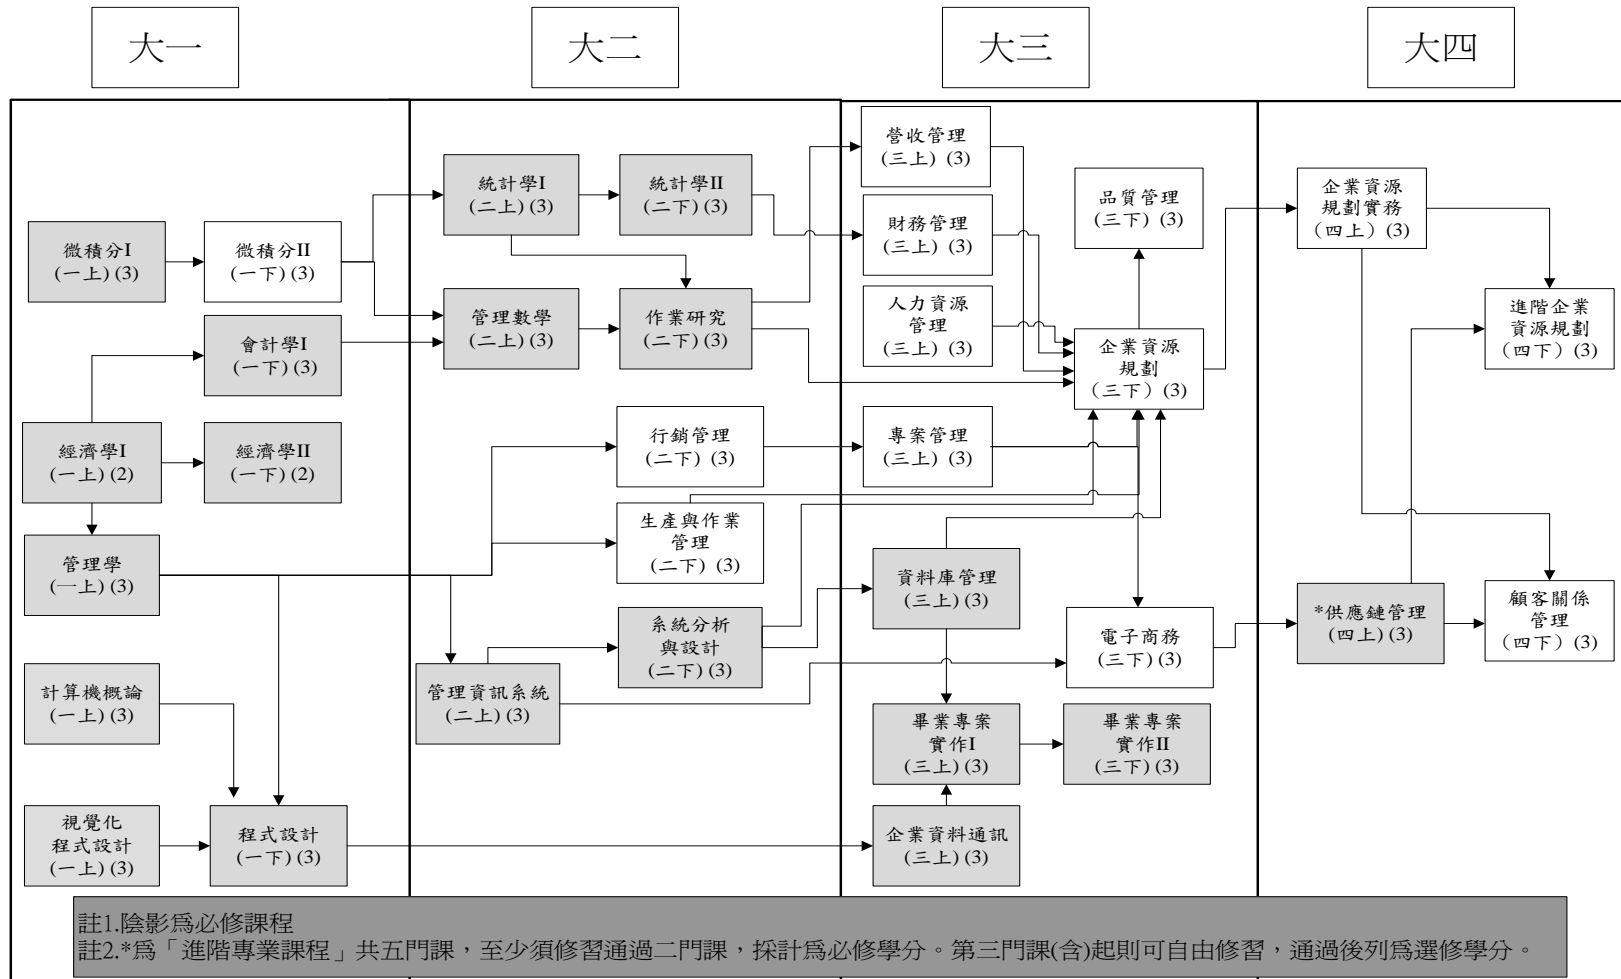 大一
大二
大三
大四
微積分I
(一上) (3)
微積分II
(一下) (3)
會計學I
(一下) (3)
經濟學I
(一上) (2)
經濟學II
(一下) (2)
管理學
(一上) (3)
計算機概論
(一上) (3)
視覺化
程式設計
(一上) (3)
程式設計
(一下) (3)
統計學I
(二上) (3)
統計學II
(二下) (3)
管理數學
(二上) (3)
作業研究
(二下) (3)
行銷管理
(二下) (3)
生產與作業
管理
(二下) (3)
系統分析
與設計
(二下) (3)
管理資訊系統
(二上) (3)
營收管理
(三上) (3)
財務管理
(三上) (3)
人力資源
管理
(三上) (3)
品質管理
(三下) (3)
企業資源
規劃
(三下) (3)
專案管理
(三上) (3)
資料庫管理
(三上) (3)
電子商務
(三下) (3)
畢業專案
實作I
(三上) (3)
畢業專案
實作II
(三下) (3)
企業資料通訊
(三上) (3)
企業資源
規劃實務
(四上) (3)
進階企業
資源規劃
(四下) (3)
*供應鏈管理
(四上) (3)
顧客關係
管理
(四下) (3)
註1.陰影為必修課程
註2.*為「進階專業課程」共五門課，至少須修習通過二門課，採計為必修學分。第三門課(含)起則可自由修習，通過後列為選修學分。